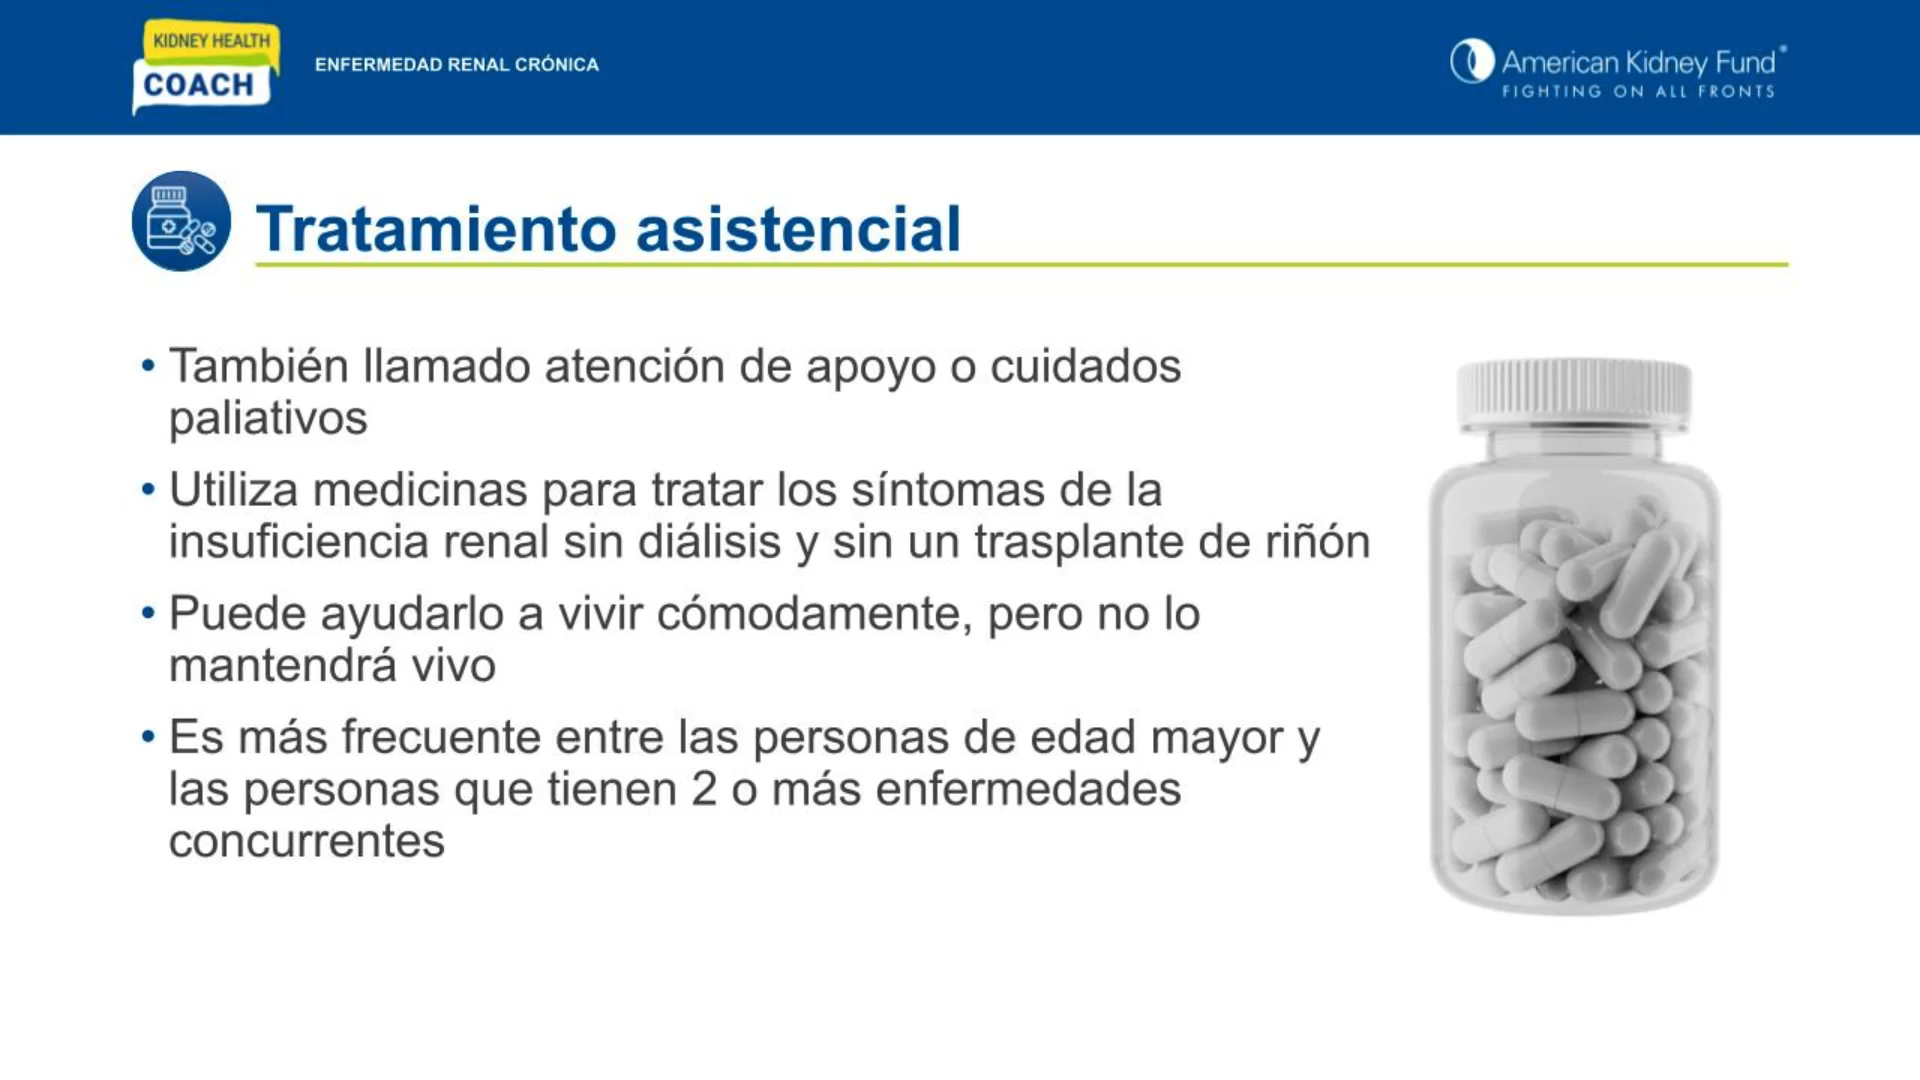 KIDNEY HEALTH
COACH
ENFERMEDAD RENAL CRÓNICA
American Kidney Fund®
FIGHTING ON ALL FRONTS
Tratamiento asistencial
• También llamado atención de apoyo o cuidados
paliativos
• Utiliza medicinas para tratar los síntomas de la
insuficiencia renal sin diálisis y sin un trasplante de riñón
• Puede ayudarlo a vivir cómodamente, pero no lo
mantendrá vivo
• Es más frecuente entre las personas de edad mayor y
las personas que tienen 2 o más enfermedades
concurrentes